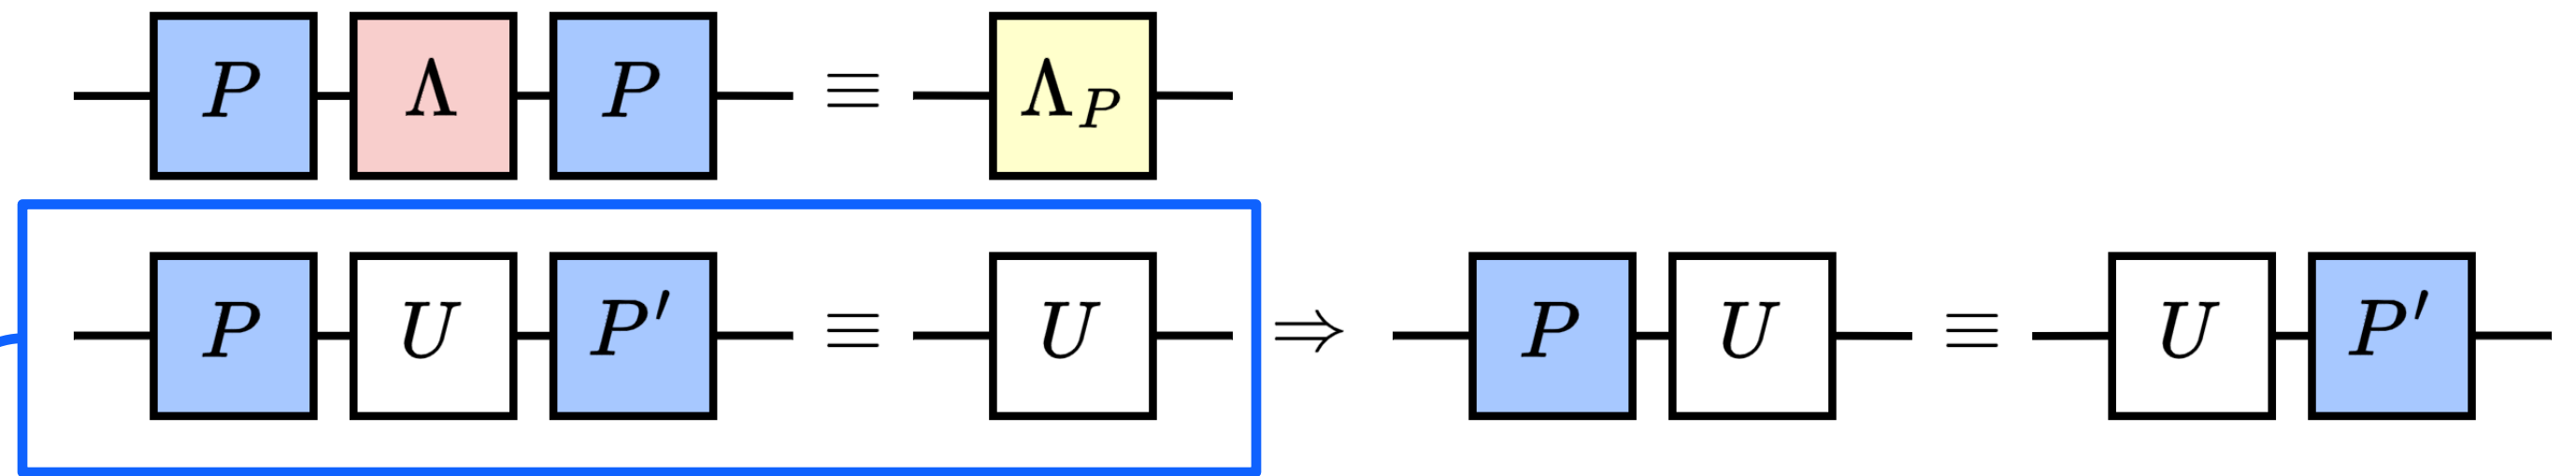 P Λ P ≡ Λ_P
P U P′ ≡ U ⇒ P U ≡ U P′